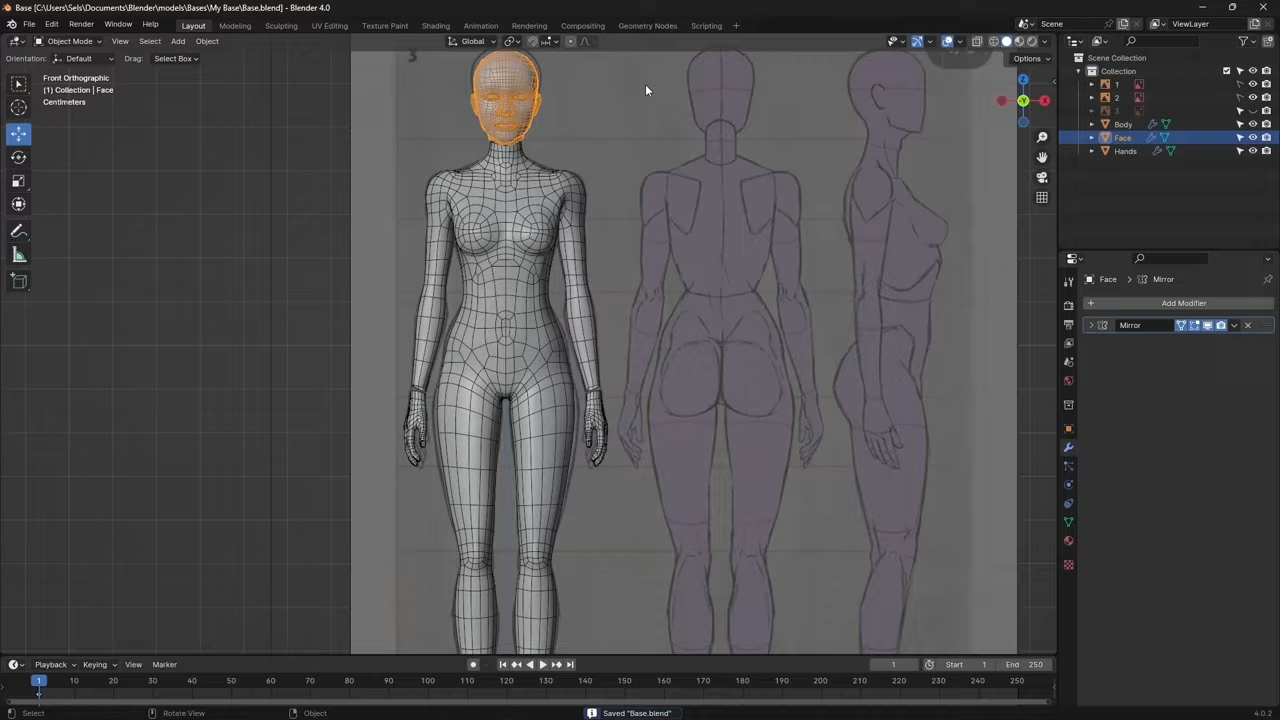 Base [C:\Users\Sels\Documents\Blender\models\Bases\My Base\Base.blend] - Blender 4.0
File Edit Render Window Help Layout Modeling Sculpting UV Editing Texture Paint Shading Animation Rendering Compositing Geometry Nodes Scripting + Scene ViewLayer
Object Mode View Select Add Object Global
Orientation: Default Drag: Select Box Options
Front Orthographic
(1) Collection | Face
Centimeters
Scene Collection
Collection
1
2
3
Body
Face
Hands
Face Mirror
Add Modifier
Mirror
Z
Y
X
Playback Keying View Marker 1 Start 1 End 250
1 10 20 30 40 50 60 70 80 90 100 110 120 130 140 150 160 170 180 190 200 210 220 230 240 250
Select Rotate View Object Saved "Base.blend" 4.0.2